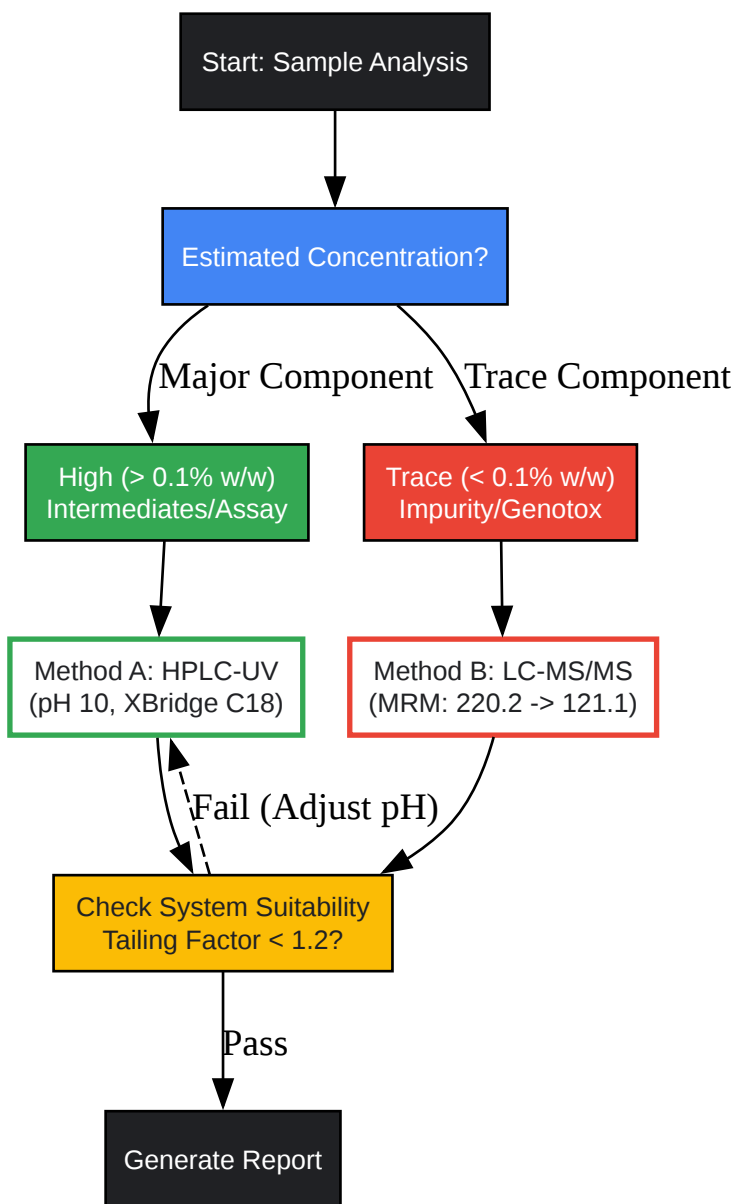 Start: Sample Analysis
Estimated Concentration?
Major Component
Trace Component
High (> 0.1% w/w)
Intermediates/Assay
Trace (< 0.1% w/w)
Impurity/Genotox
Method A: HPLC-UV
(pH 10, XBridge C18)
Method B: LC-MS/MS
(MRM: 220.2 -> 121.1)
Fail (Adjust pH)
Check System Suitability
Tailing Factor < 1.2?
Pass
Generate Report